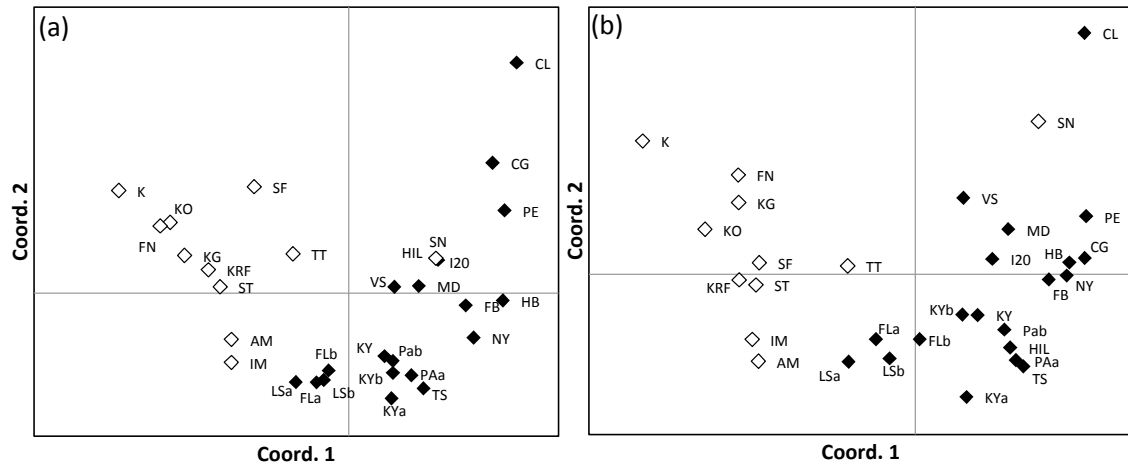 (a)
CL
CG
K
SF
PE
KO
FN
SN
KG
TT
HIL
I20
KRF
ST
VS
MD
FB
HB
AM
NY
IM
FLb
KY
Pab
KYb
PAa
LSa
FLa
LSb
TS
KYa
Coord. 1
Coord. 2
(b)
CL
SN
K
FN
VS
KG
PE
KO
MD
SF
TT
I20
HB
CG
KRF
ST
FB
NY
KYb
KY
FLa
Pab
IM
FLb
HIL
AM
LSa
LSb
PAa
TS
KYa
Coord. 1
Coord. 2